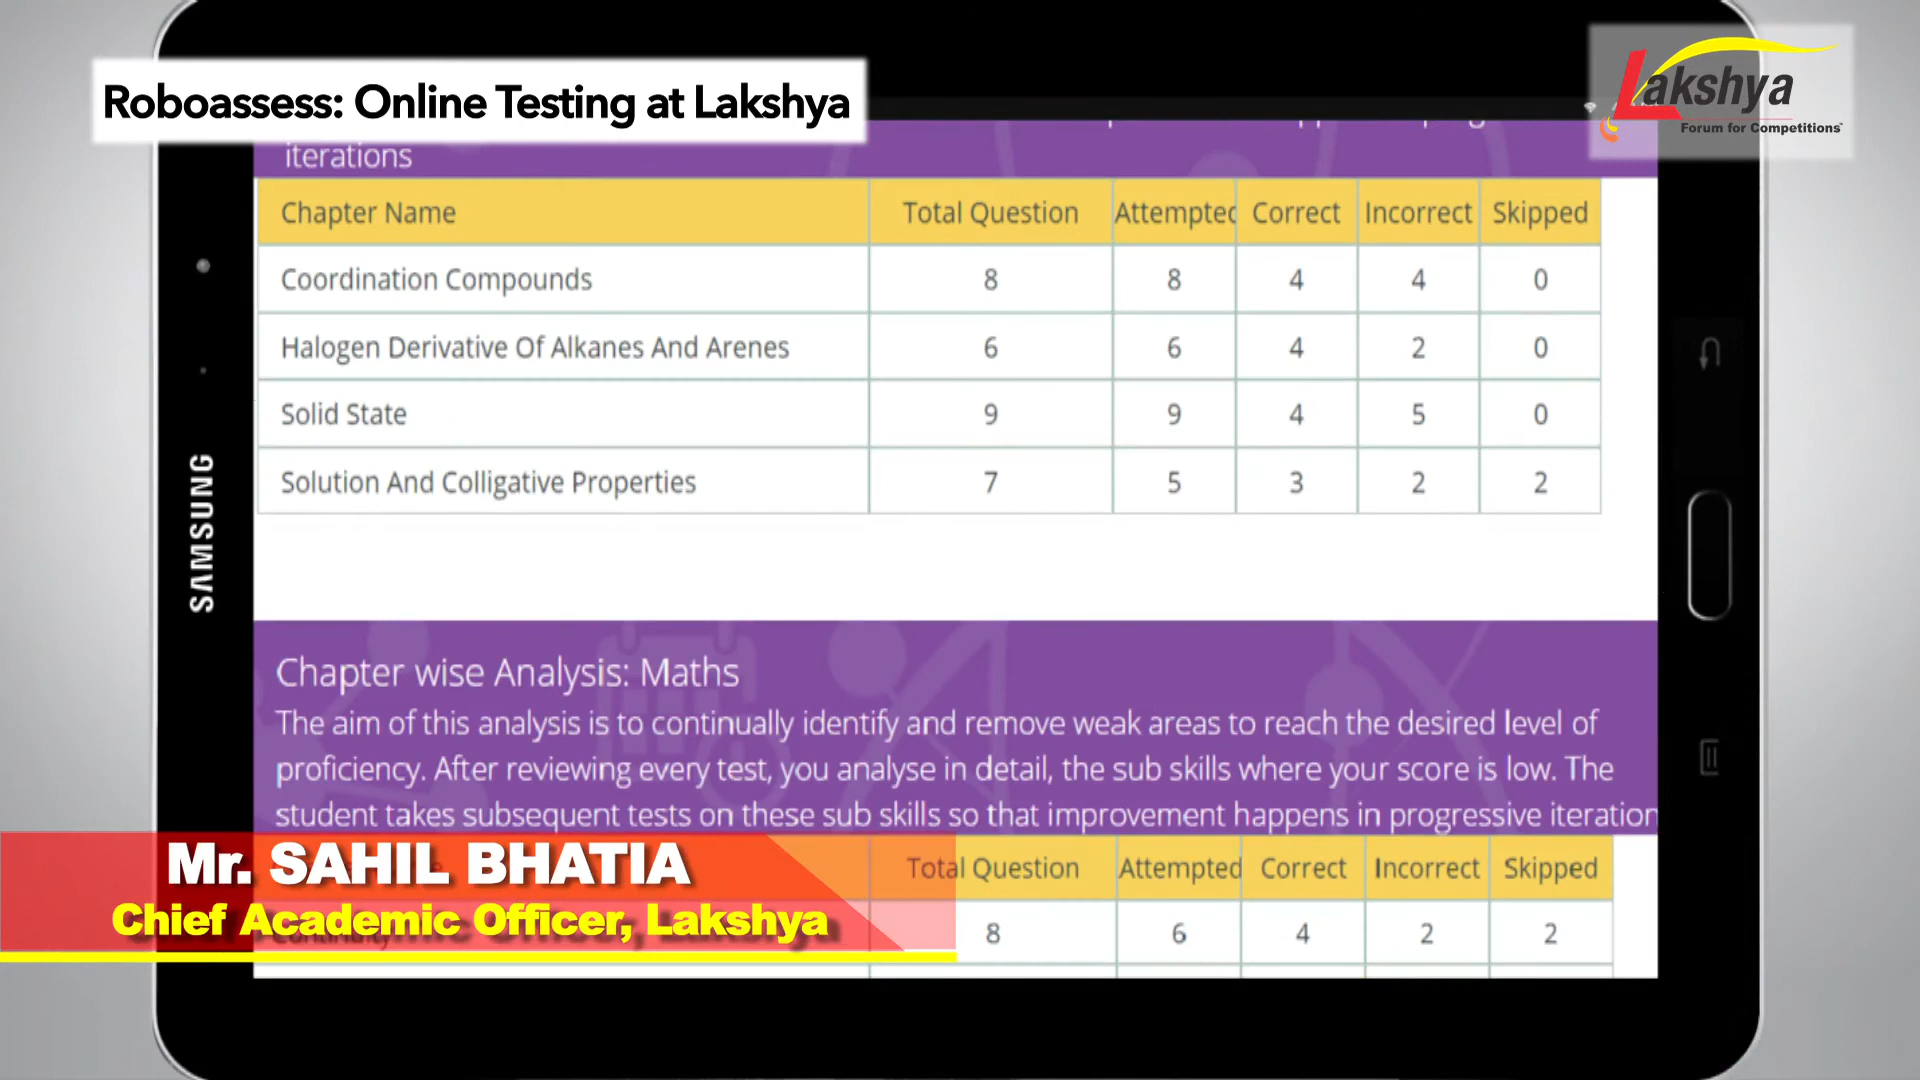 Roboassess: Online Testing at Lakshya
Lakshya
Forum for Competitions
iterations
Chapter Name Total Question Attempted Correct Incorrect Skipped
Coordination Compounds 8 8 4 4 0
Halogen Derivative Of Alkanes And Arenes 6 6 4 2 0
Solid State 9 9 4 5 0
Solution And Colligative Properties 7 5 3 2 2
SAMSUNG
Chapter wise Analysis: Maths
The aim of this analysis is to continually identify and remove weak areas to reach the desired level of
proficiency. After reviewing every test, you analyse in detail, the sub skills where your score is low. The
student takes subsequent tests on these sub skills so that improvement happens in progressive iteration
Total Question Attempted Correct Incorrect Skipped
Continuity 8 6 4 2 2
Mr. SAHIL BHATIA
Chief Academic Officer, Lakshya